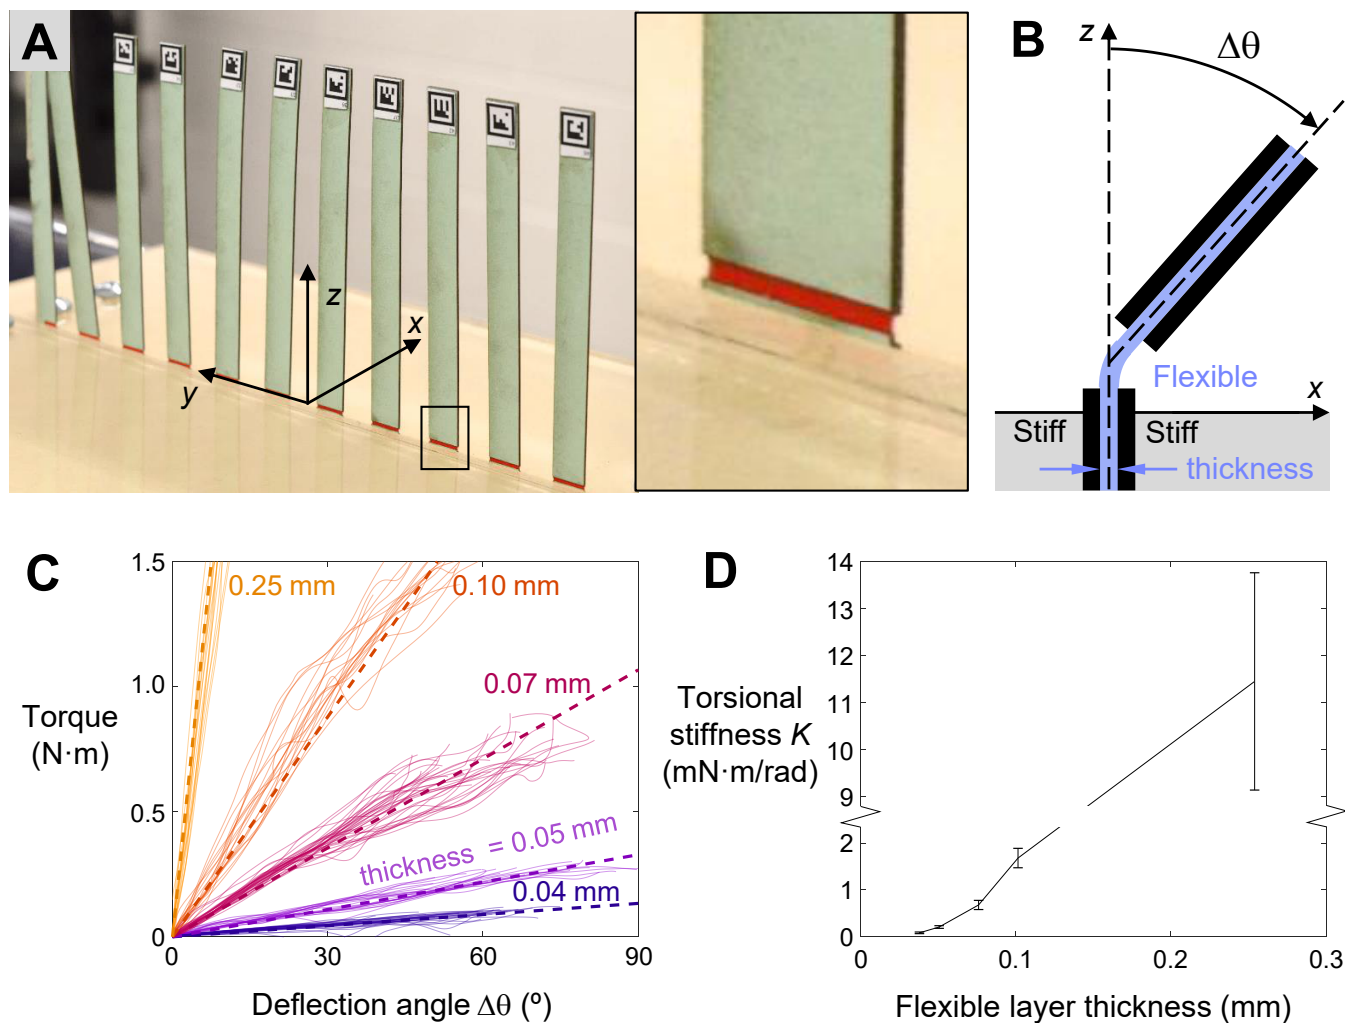 A
z
x
y
B
z
Δθ
Flexible
x
Stiff
Stiff
thickness
C
1.5
0.25 mm
0.10 mm
1.0
0.07 mm
Torque
(N·m)
0.5
thickness = 0.05 mm
0.04 mm
0
0
30
60
90
Deflection angle Δθ (º)
D
14
13
12
11
10
9
2
1
0
Torsional
stiffness K
(mN·m/rad)
0
0.1
0.2
0.3
Flexible layer thickness (mm)